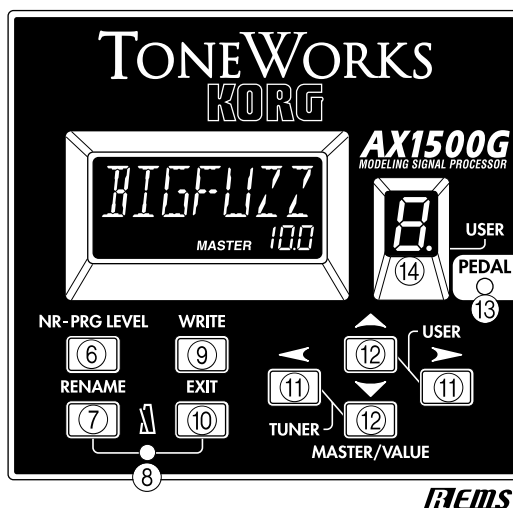 TONEWORKS
KORG
AX1500G
MODELING SIGNAL PROCESSOR
BIGFUZZ
MASTER 10.0
8.
14
USER
PEDAL
13
NR-PRG LEVEL
WRITE
6
9
12
USER
RENAME
EXIT
11
11
7
10
12
TUNER
MASTER/VALUE
8
REMS